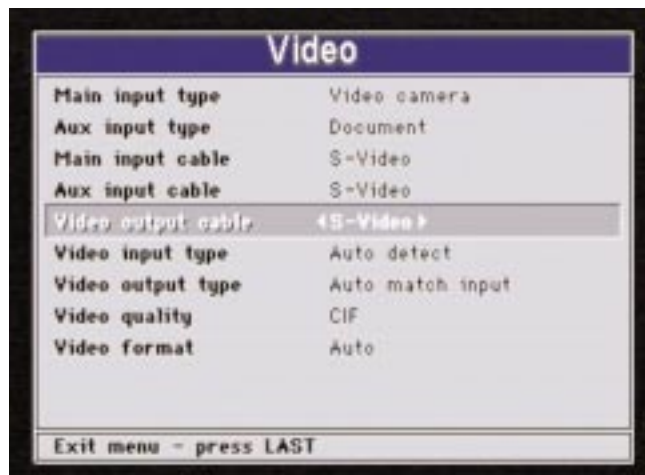 Video
Main input type Video camera
Aux input type Document
Main input cable S-Video
Aux input cable S-Video
Video output cable S-Video
Video input type Auto detect
Video output type Auto match input
Video quality CIF
Video format Auto
Exit menu - press LAST